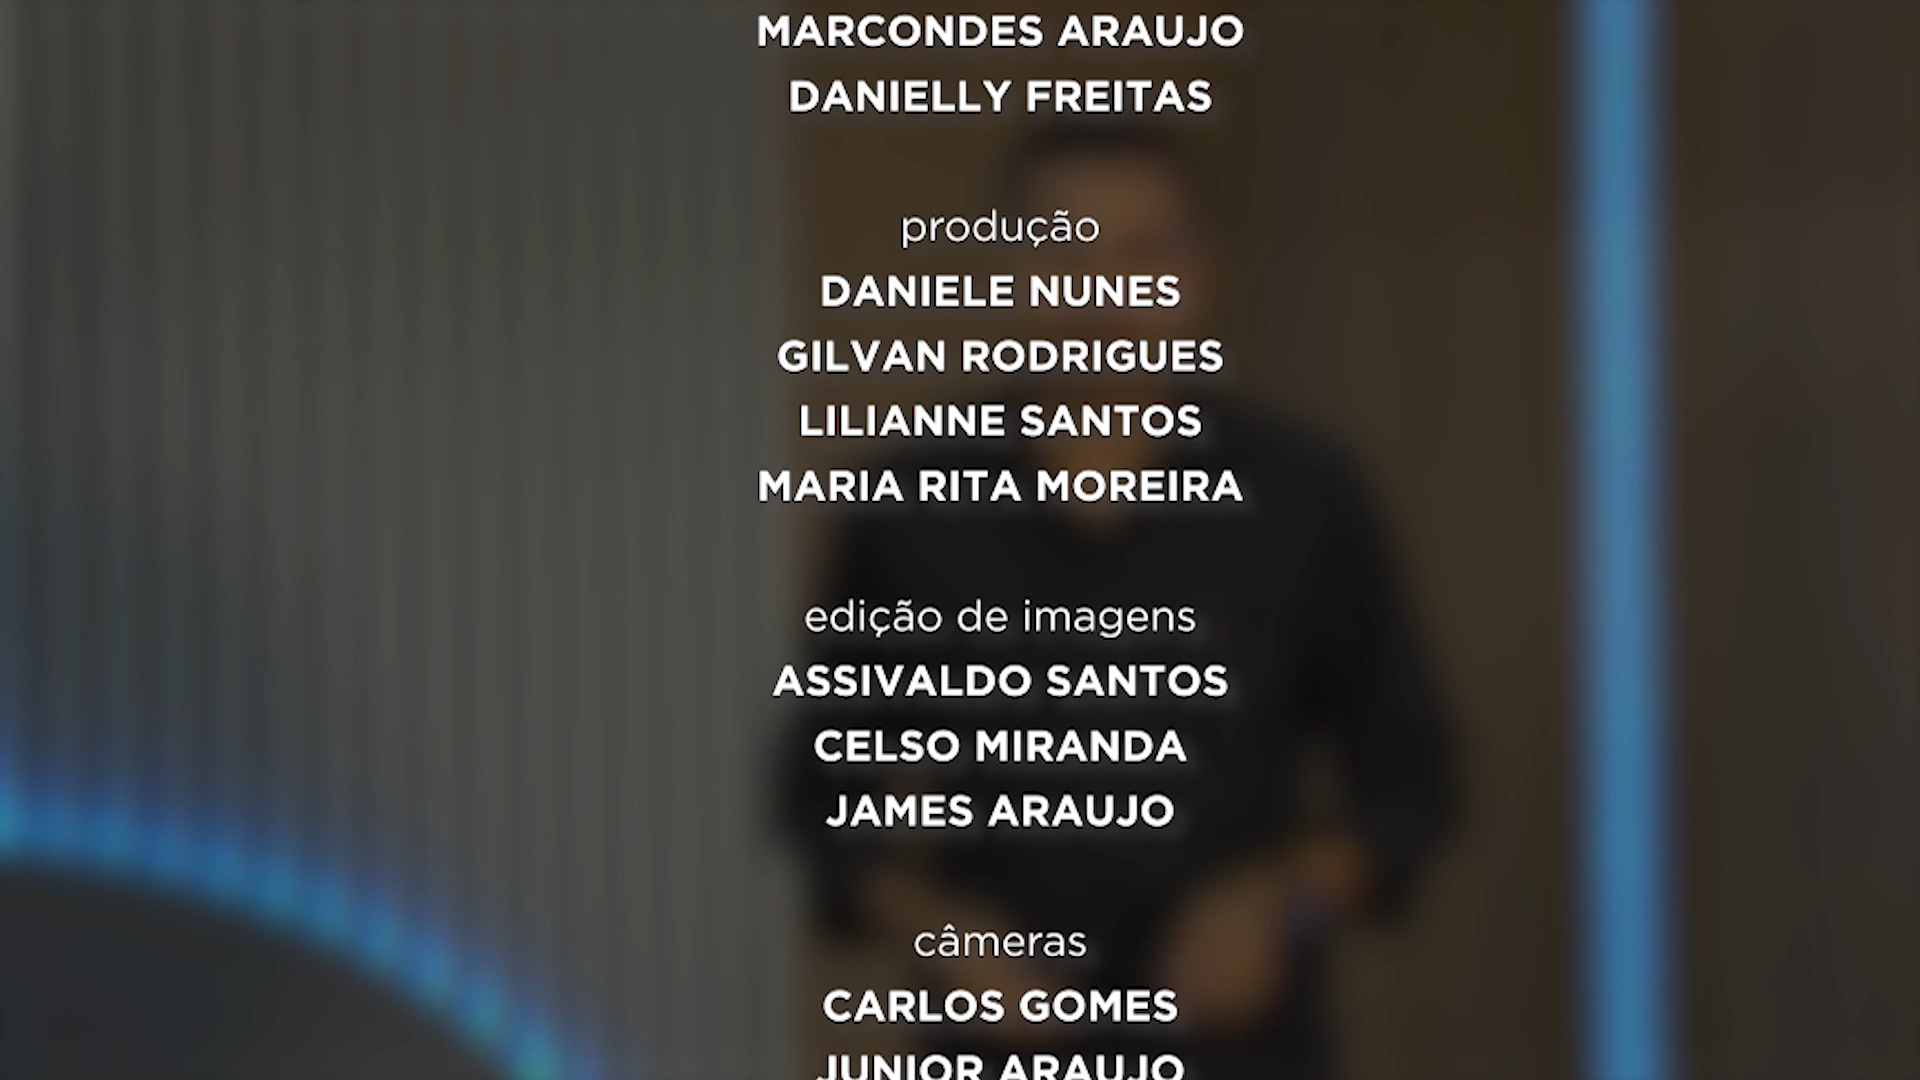 MARCONDES ARAUJO
DANIELLY FREITAS
produção
DANIELE NUNES
GILVAN RODRIGUES
LILIANNE SANTOS
MARIA RITA MOREIRA
edição de imagens
ASSIVALDO SANTOS
CELSO MIRANDA
JAMES ARAUJO
câmeras
CARLOS GOMES
JUNIOR ARAUJO